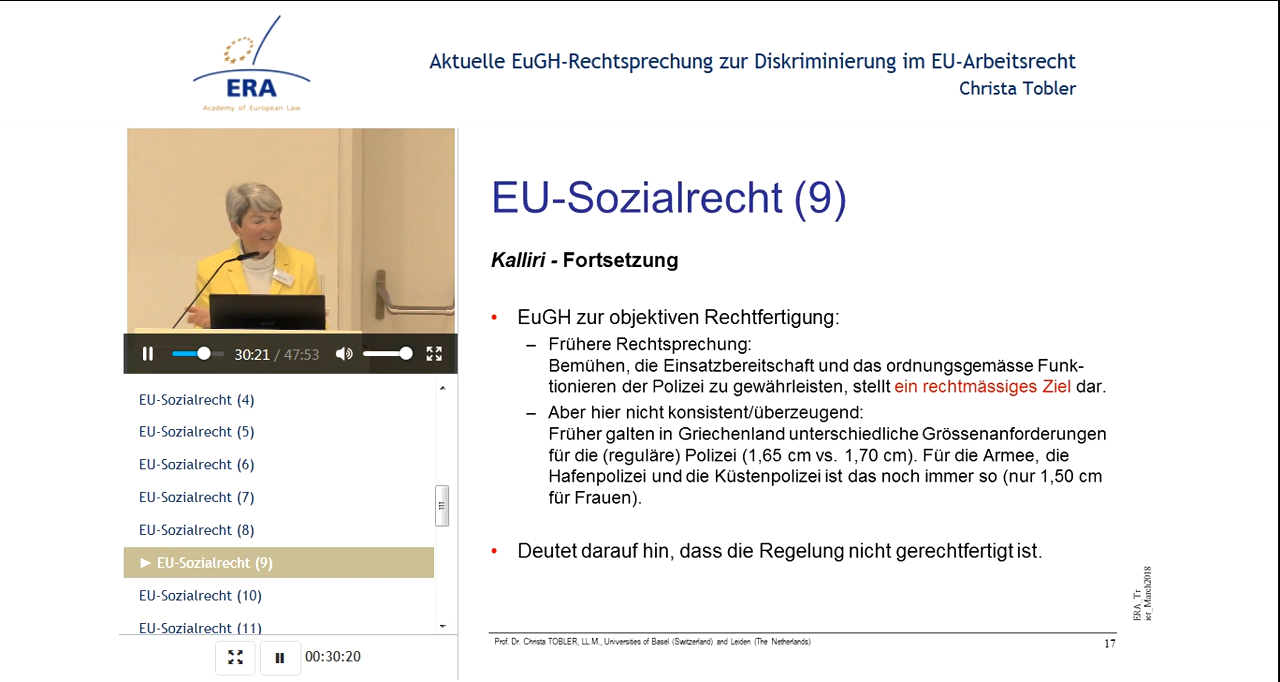 ERA
Academy of European Law
Aktuelle EuGH-Rechtsprechung zur Diskriminierung im EU-Arbeitsrecht
Christa Tobler
30:21 / 47:53
EU-Sozialrecht (4)
EU-Sozialrecht (5)
EU-Sozialrecht (6)
EU-Sozialrecht (7)
EU-Sozialrecht (8)
► EU-Sozialrecht (9)
EU-Sozialrecht (10)
EU-Sozialrecht (11)
00:30:20
EU-Sozialrecht (9)
Kalliri - Fortsetzung
• EuGH zur objektiven Rechtfertigung:
– Frühere Rechtsprechung:
Bemühen, die Einsatzbereitschaft und das ordnungsgemässe Funk-
tionieren der Polizei zu gewährleisten, stellt ein rechtmässiges Ziel dar.
– Aber hier nicht konsistent/überzeugend:
Früher galten in Griechenland unterschiedliche Grössenanforderungen
für die (reguläre) Polizei (1,65 cm vs. 1,70 cm). Für die Armee, die
Hafenpolizei und die Küstenpolizei ist das noch immer so (nur 1,50 cm
für Frauen).
• Deutet darauf hin, dass die Regelung nicht gerechtfertigt ist.
ERA_Tr
ier_March2018
Prof. Dr. Christa TOBLER, LL.M., Universities of Basel (Switzerland) and Leiden (The Netherlands)
17